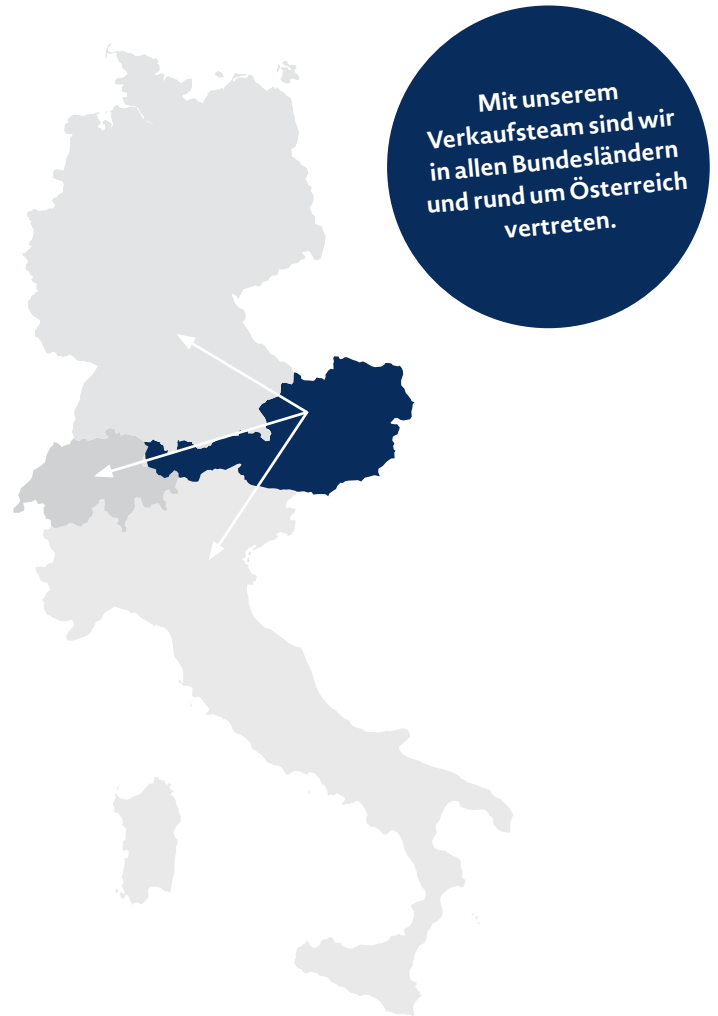 Mit unserem
Verkaufsteam sind wir
in allen Bundesländern
und rund um Österreich
vertreten.